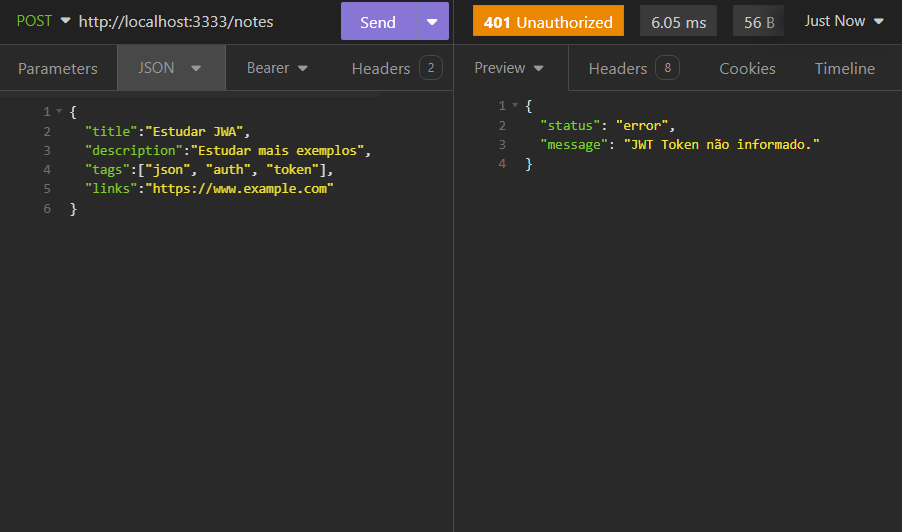 POST http://localhost:3333/notes Send
401 Unauthorized 6.05 ms 56 B Just Now
Parameters JSON Bearer Headers 2
Preview Headers 8 Cookies Timeline
1 {
2 "title":"Estudar JWA",
3 "description":"Estudar mais exemplos",
4 "tags":["json", "auth", "token"],
5 "links":"https://www.example.com"
6 }
1 {
2 "status": "error",
3 "message": "JWT Token não informado."
4 }